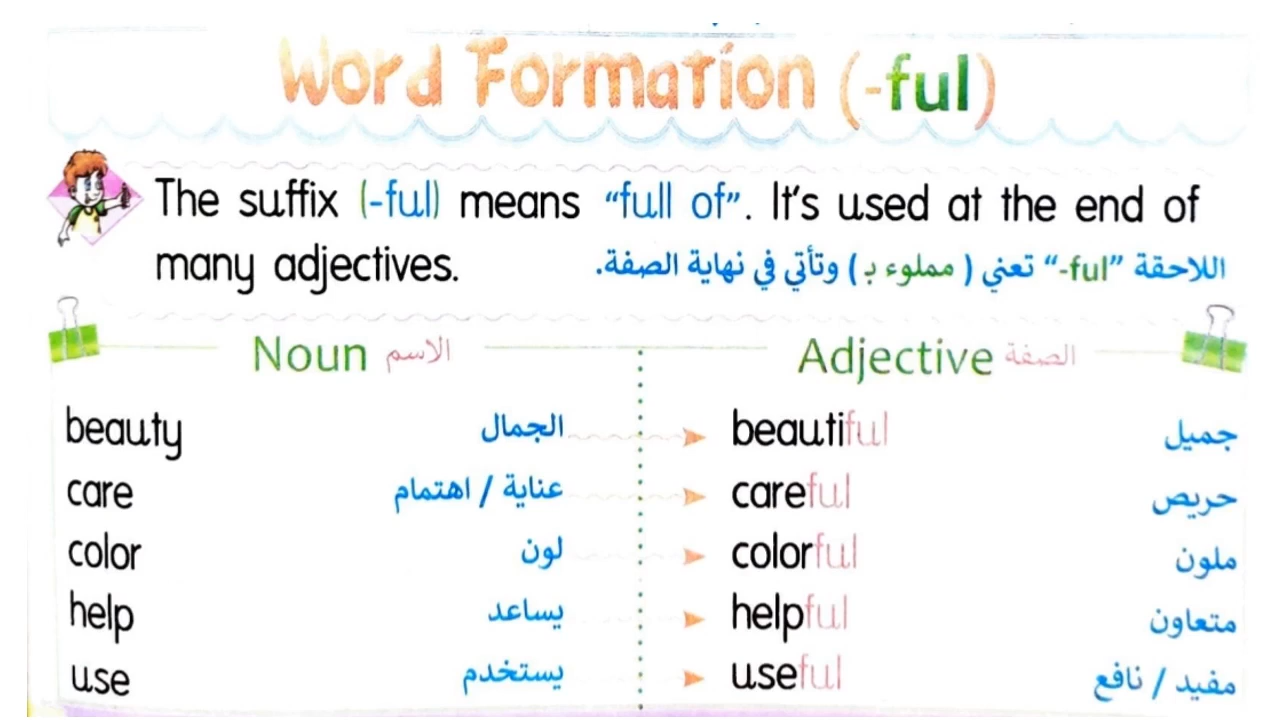 Word Formation (-ful)
The suffix (-ful) means “full of”. It's used at the end of
many adjectives.
اللاحقة “-ful” تعني ( مملوء بـ ) وتأتي في نهاية الصفة.
Noun الاسم Adjective الصفة
beauty الجمال beautiful جميل
care عناية / اهتمام careful حريص
color لون colorful ملون
help يساعد helpful متعاون
use يستخدم useful مفيد / نافع